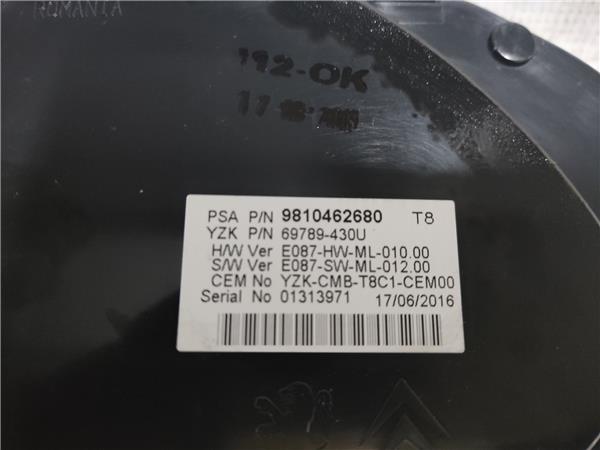 ROMANIA
112-OK
PSA P/N 9810462680 T8
YZK P/N 69789-430U
H/W Ver E087-HW-ML-010.00
S/W Ver E087-SW-ML-012.00
CEM No YZK-CMB-T8C1-CEM00
Serial No 01313971 17/06/2016